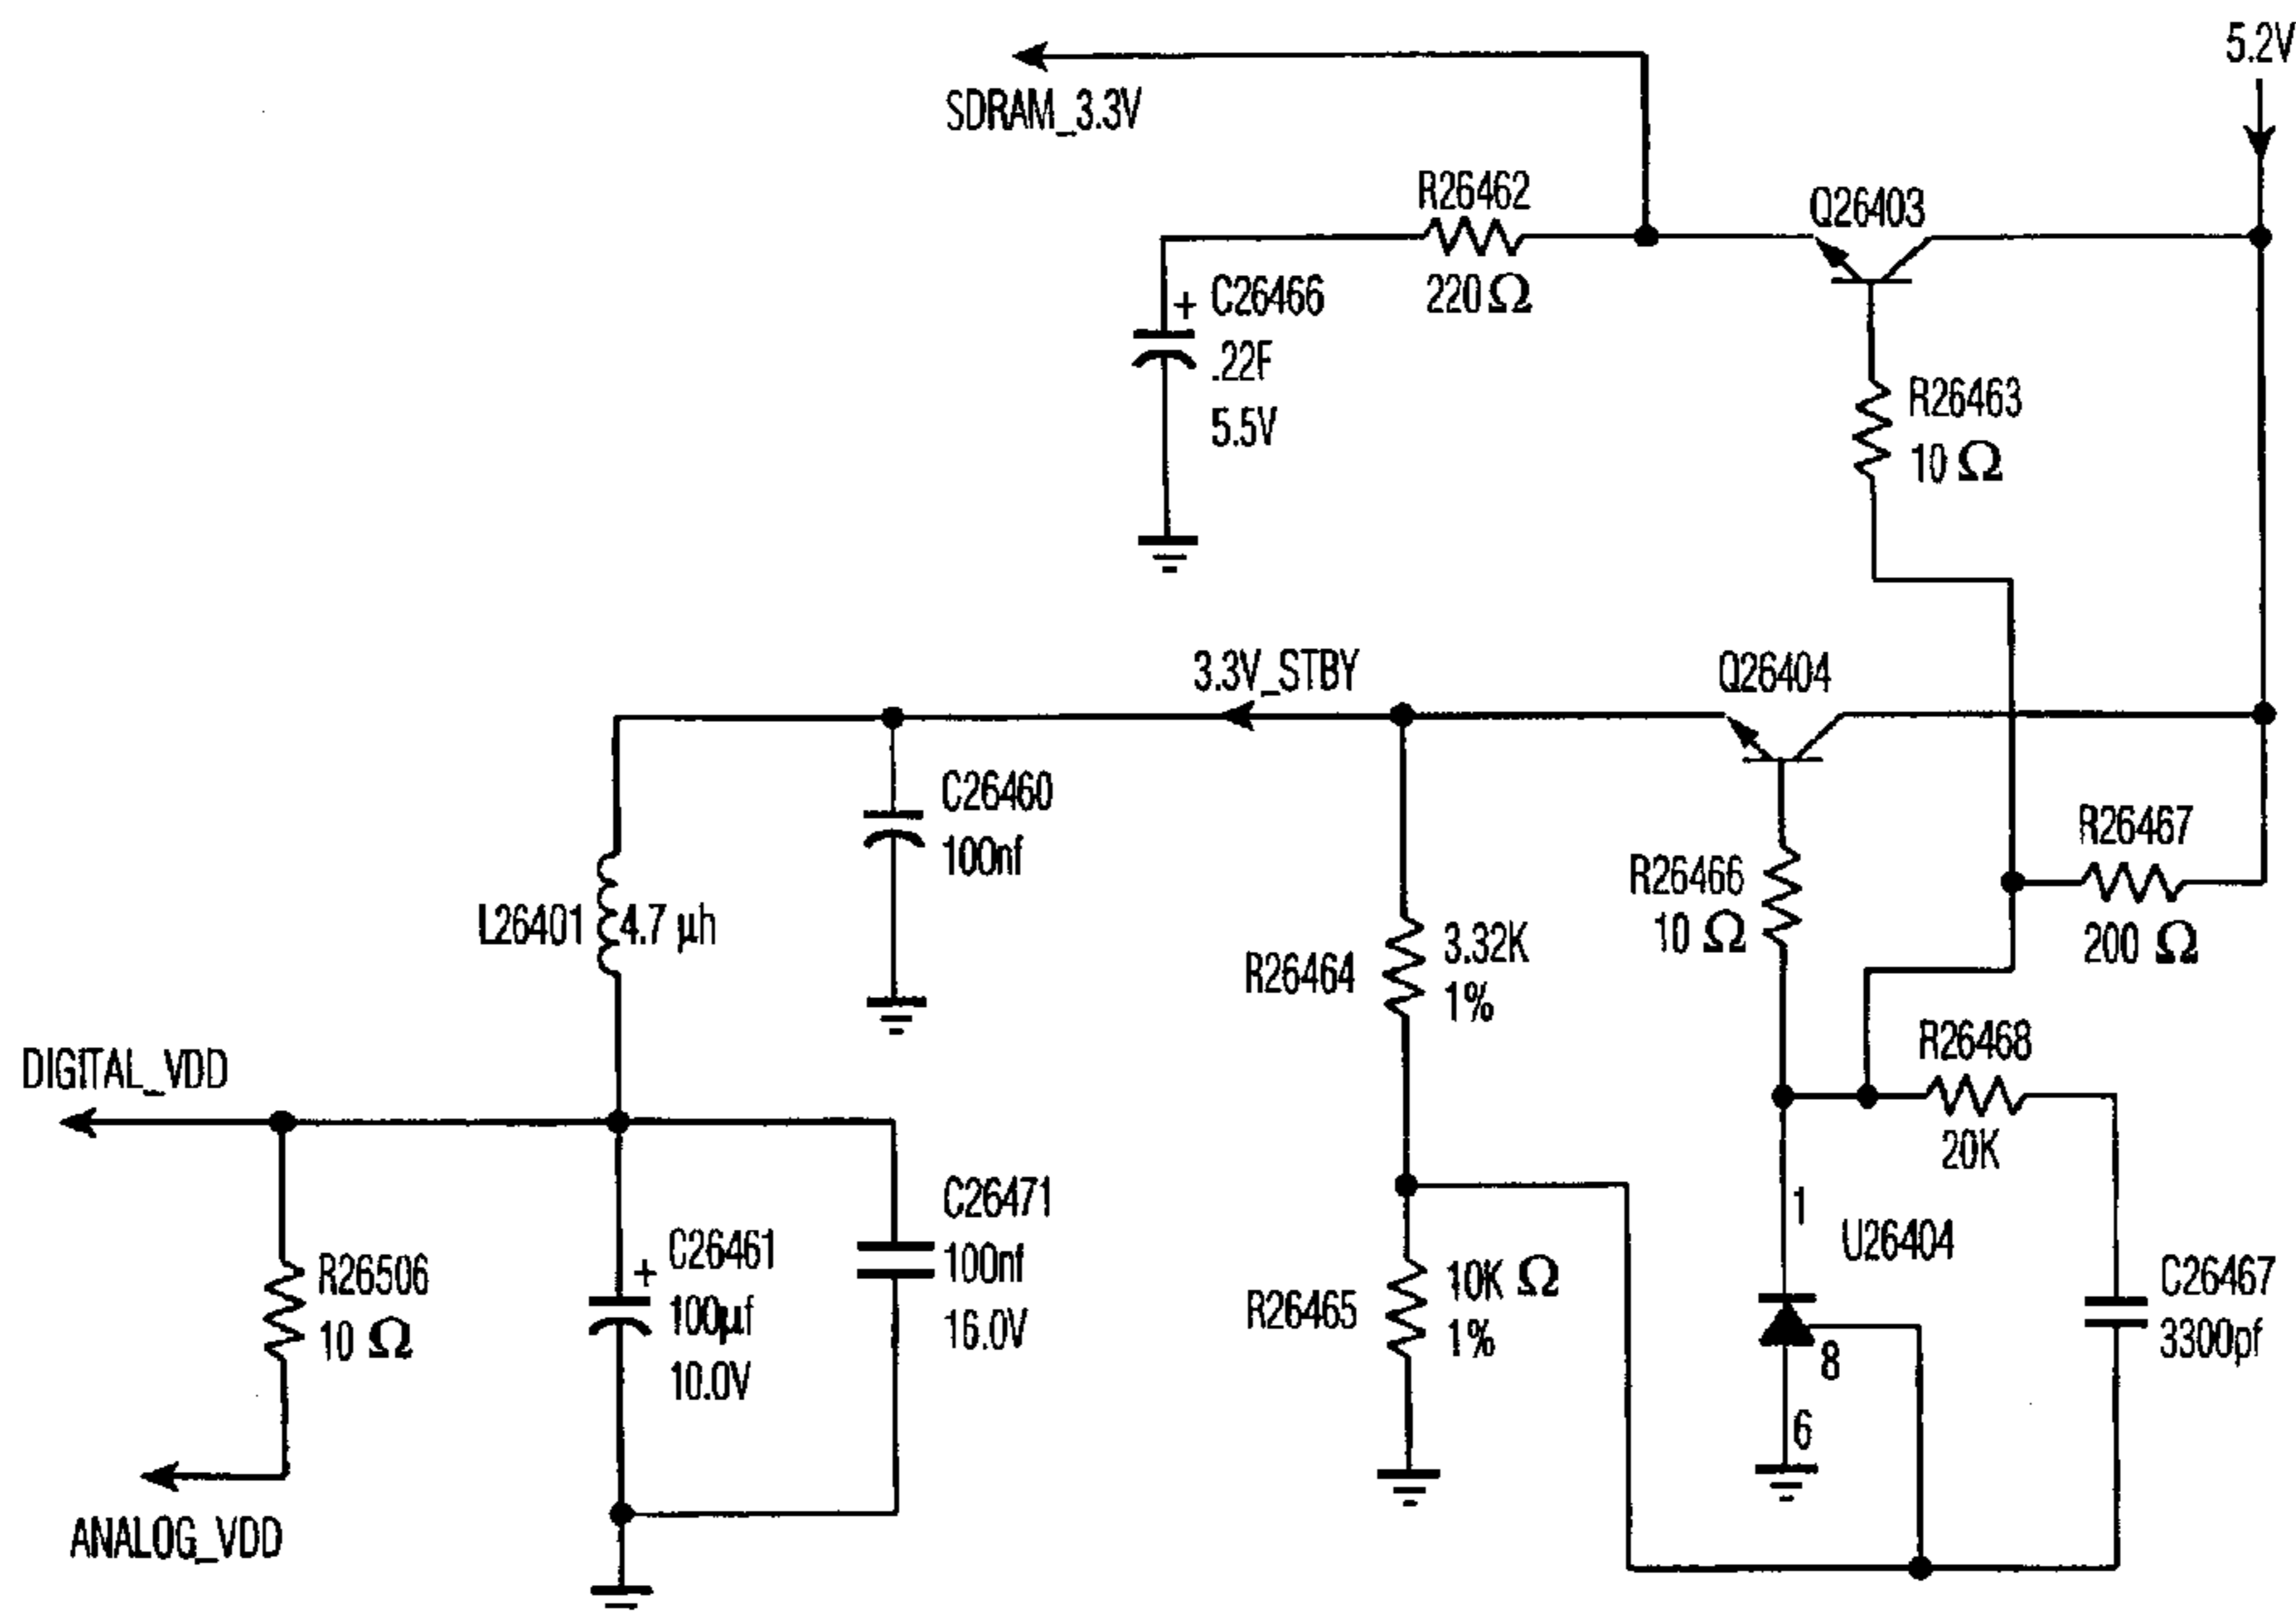 5.2V
SDRAM_3.3V
R26462
220 Ω
Q26403
+ C26466
.22F
5.5V
R26463
10 Ω
3.3V_STBY
Q26404
C26460
100nf
R26467
200 Ω
R26466
10 Ω
L26401
4.7 µh
R26464
3.32K
1%
R26468
20K
DIGITAL_VDD
C26471
100nf
16.0V
1
U26404
+ C26461
100µf
10.0V
R26506
10 Ω
R26465
10K Ω
1%
C26467
3300pf
8
6
ANALOG_VDD